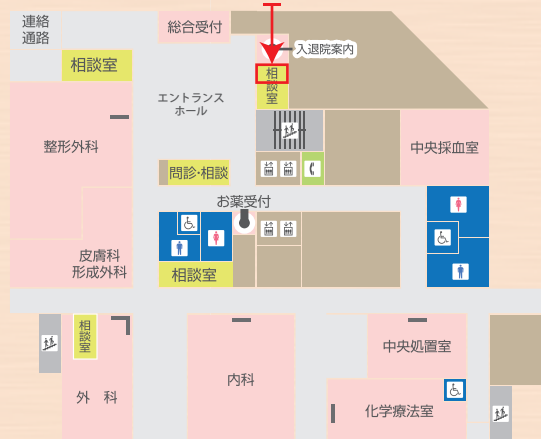 連絡
通路
総合受付
入退院案内
相談室
相
談
室
エントランス
ホール
整形外科
中央採血室
問診・相談
お薬受付
皮膚科
形成外科
相談室
相
談
室
中央処置室
内科
外 科
化学療法室